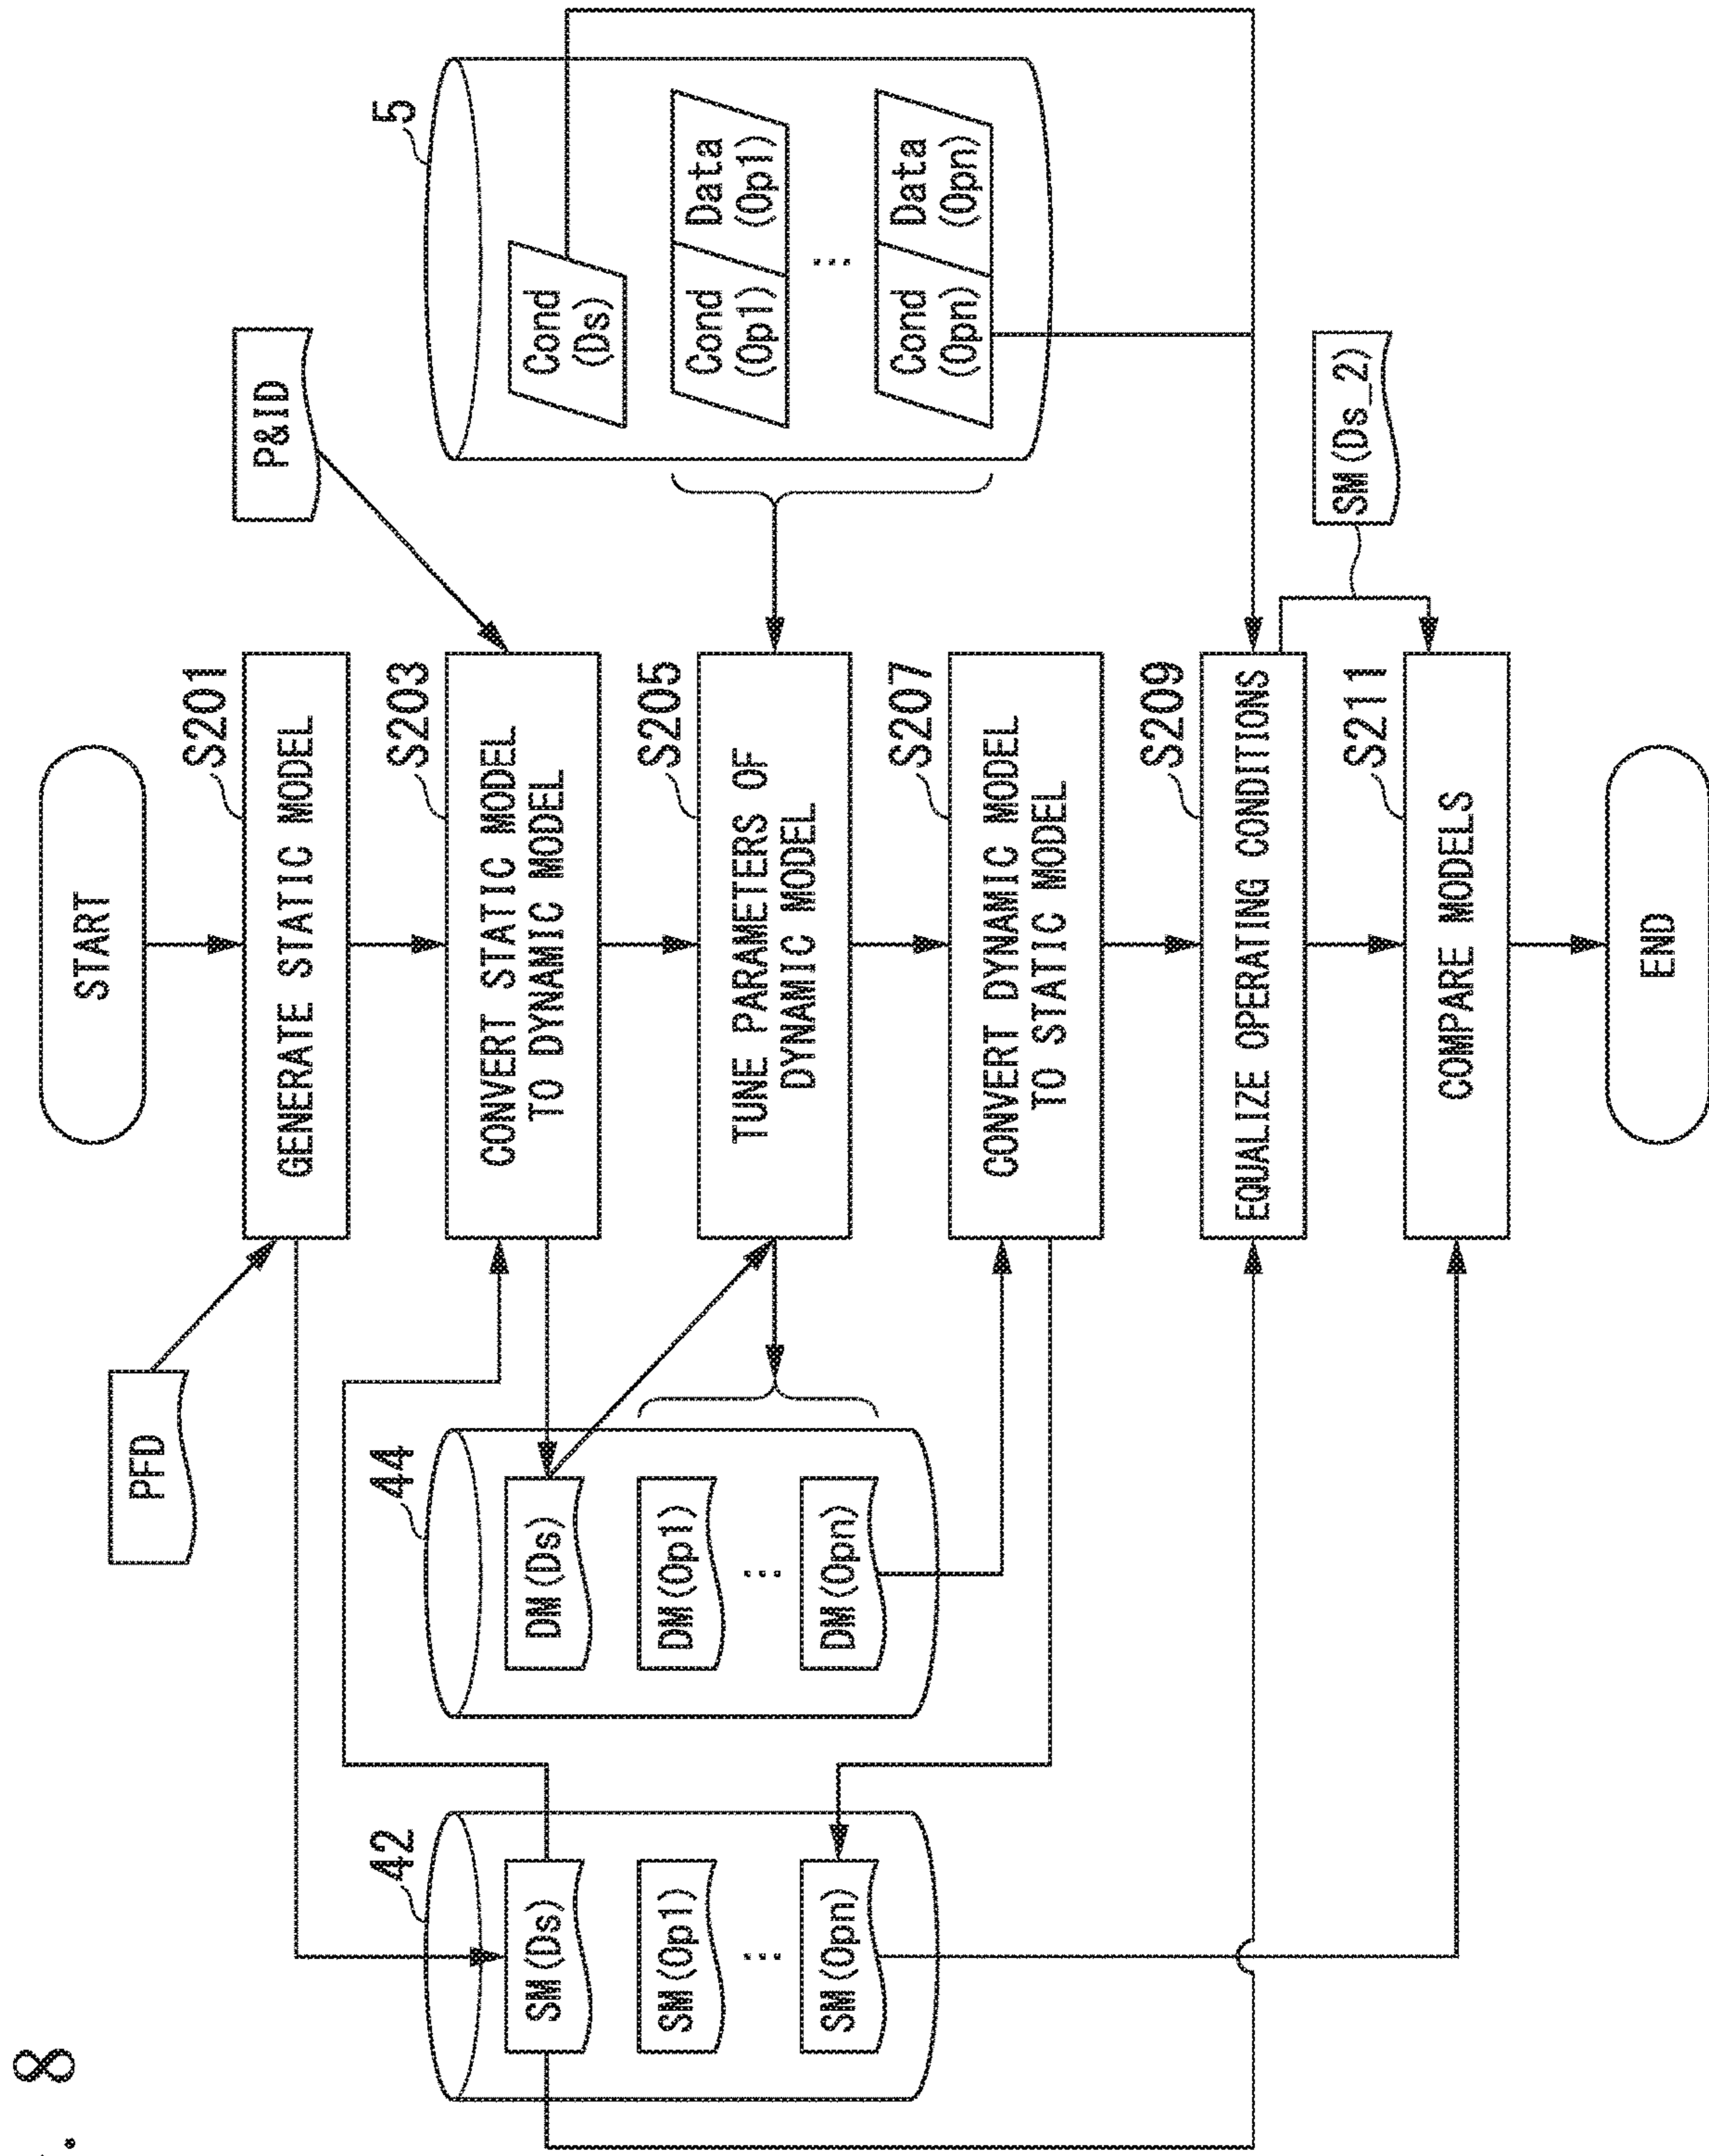 . 8
START
PFD
S201
GENERATE STATIC MODEL
P&ID
S203
CONVERT STATIC MODEL
TO DYNAMIC MODEL
42
SM(Ds)
SM(Op1)
...
SM(Opn)
44
DM(Ds)
DM(Op1)
...
DM(Opn)
5
Cond
(Ds)
Cond
(Op1)
Data
(Op1)
...
Cond
(Opn)
Data
(Opn)
S205
TUNE PARAMETERS OF
DYNAMIC MODEL
S207
CONVERT DYNAMIC MODEL
TO STATIC MODEL
S209
EQUALIZE OPERATING CONDITIONS
SM(Ds_2)
S211
COMPARE MODELS
END